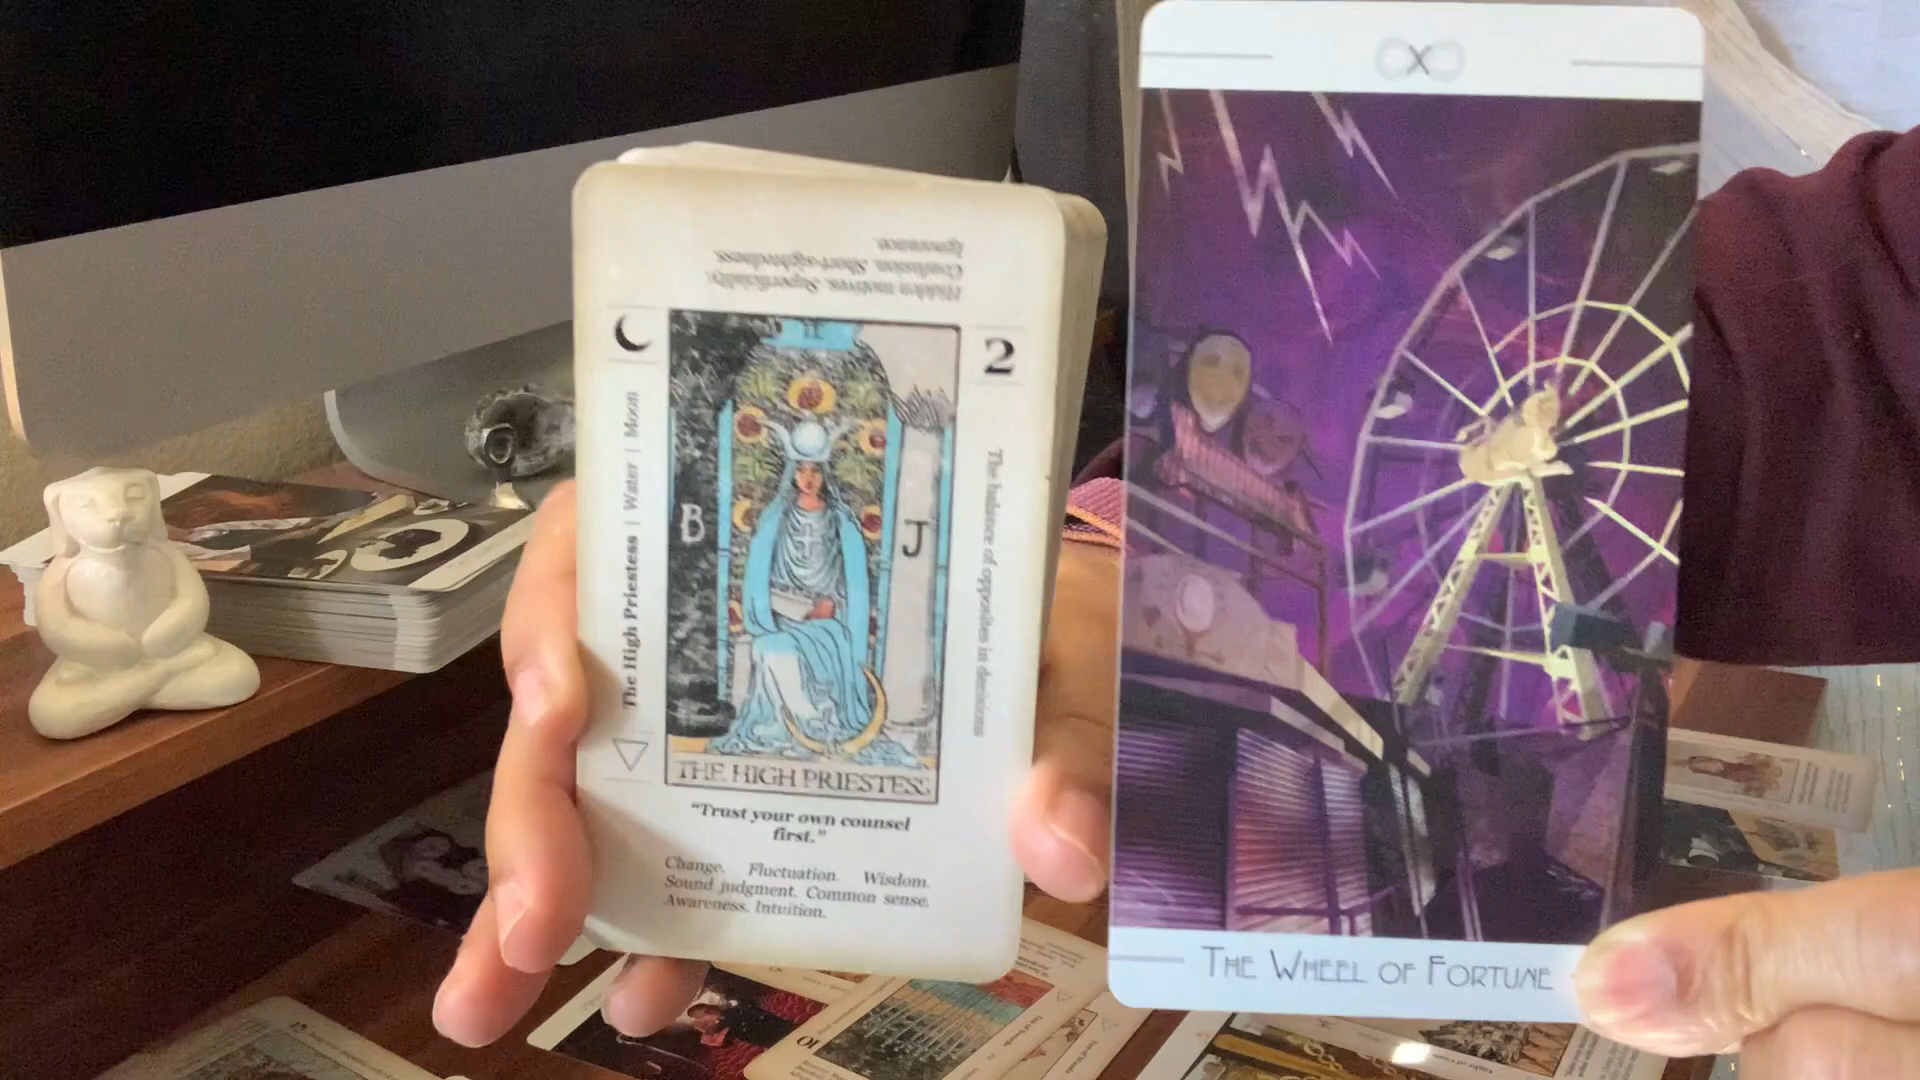 Hidden motives. Superficiality.
Confusion. Short-sightedness.
Ignorance.
2
The High Priestess | Water | Moon
The balance of opposites in decisions
II
B
J
THE HIGH PRIESTESS
“Trust your own counsel
first.”
Change. Fluctuation. Wisdom.
Sound judgment. Common sense.
Awareness. Intuition.
X
THE WHEEL OF FORTUNE